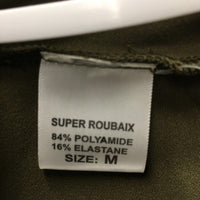 SUPER ROUBAIX
84% POLYAMIDE
16% ELASTANE
SIZE: M